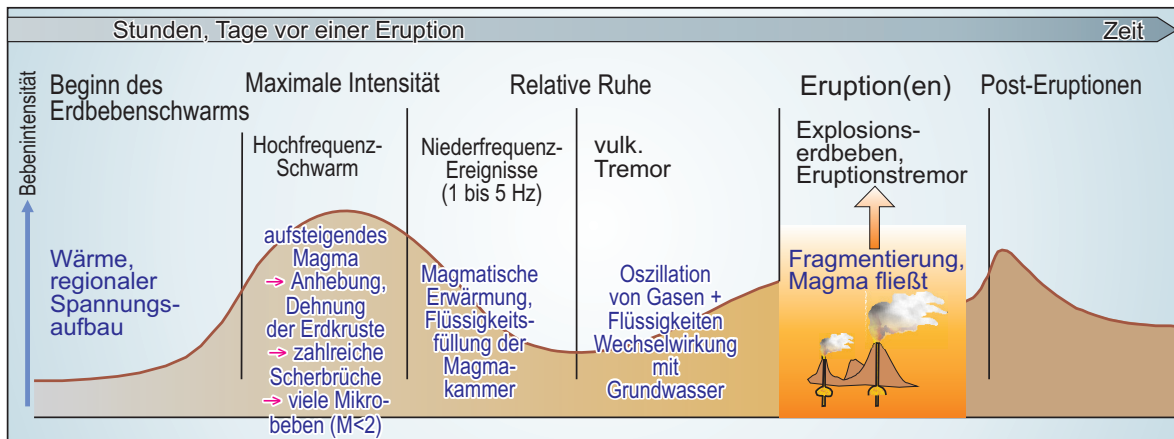 Stunden, Tage vor einer Eruption
Zeit
Bebenintensität
Beginn des
Erdbebenschwarms
Maximale Intensität
Relative Ruhe
Eruption(en)
Post-Eruptionen
Hochfrequenz-
Schwarm
Niederfrequenz-
Ereignisse
(1 bis 5 Hz)
vulk.
Tremor
Explosions-
erdbeben,
Eruptionstremor
Wärme,
regionaler
Spannungs-
aufbau
aufsteigendes
Magma
→ Anhebung,
Dehnung
der Erdkruste
→ zahlreiche
Scherbrüche
→ viele Mikro-
beben (M<2)
Magmatische
Erwärmung,
Flüssigkeits-
füllung der
Magma-
kammer
Oszillation
von Gasen +
Flüssigkeiten
Wechselwirkung
mit
Grundwasser
Fragmentierung,
Magma fließt